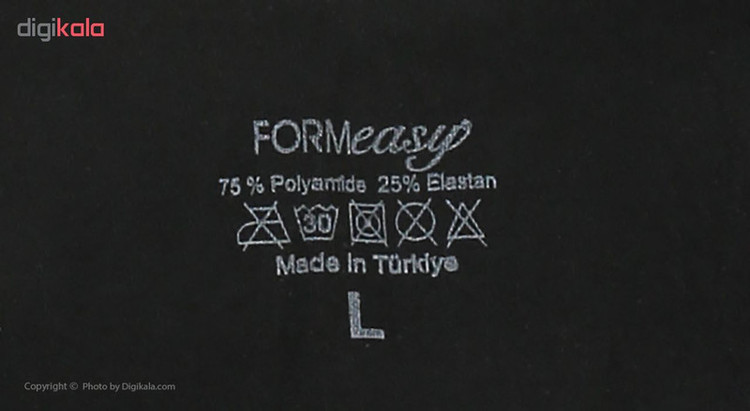 digikala
FORMeasy
75 % Polyamide 25% Elastan
30
Made In Türkiye
L
Copyright © Photo by Digikala.com